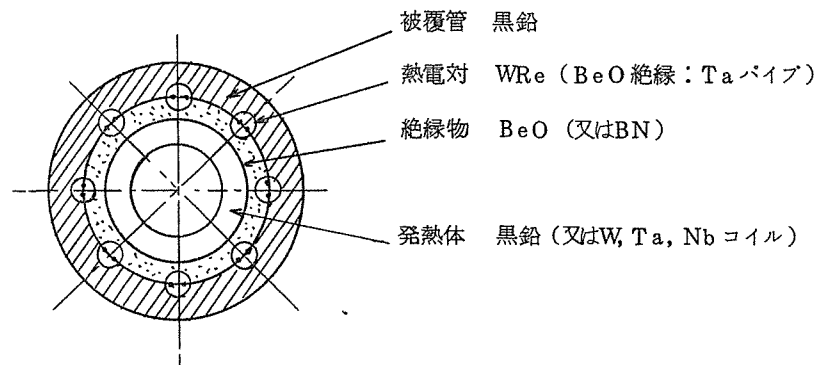 被覆管 黒鉛
熱電対 WRe（BeO絶縁：Taパイプ）
絶縁物 BeO（又はBN）
発熱体 黒鉛（又はW, Ta, Nbコイル）